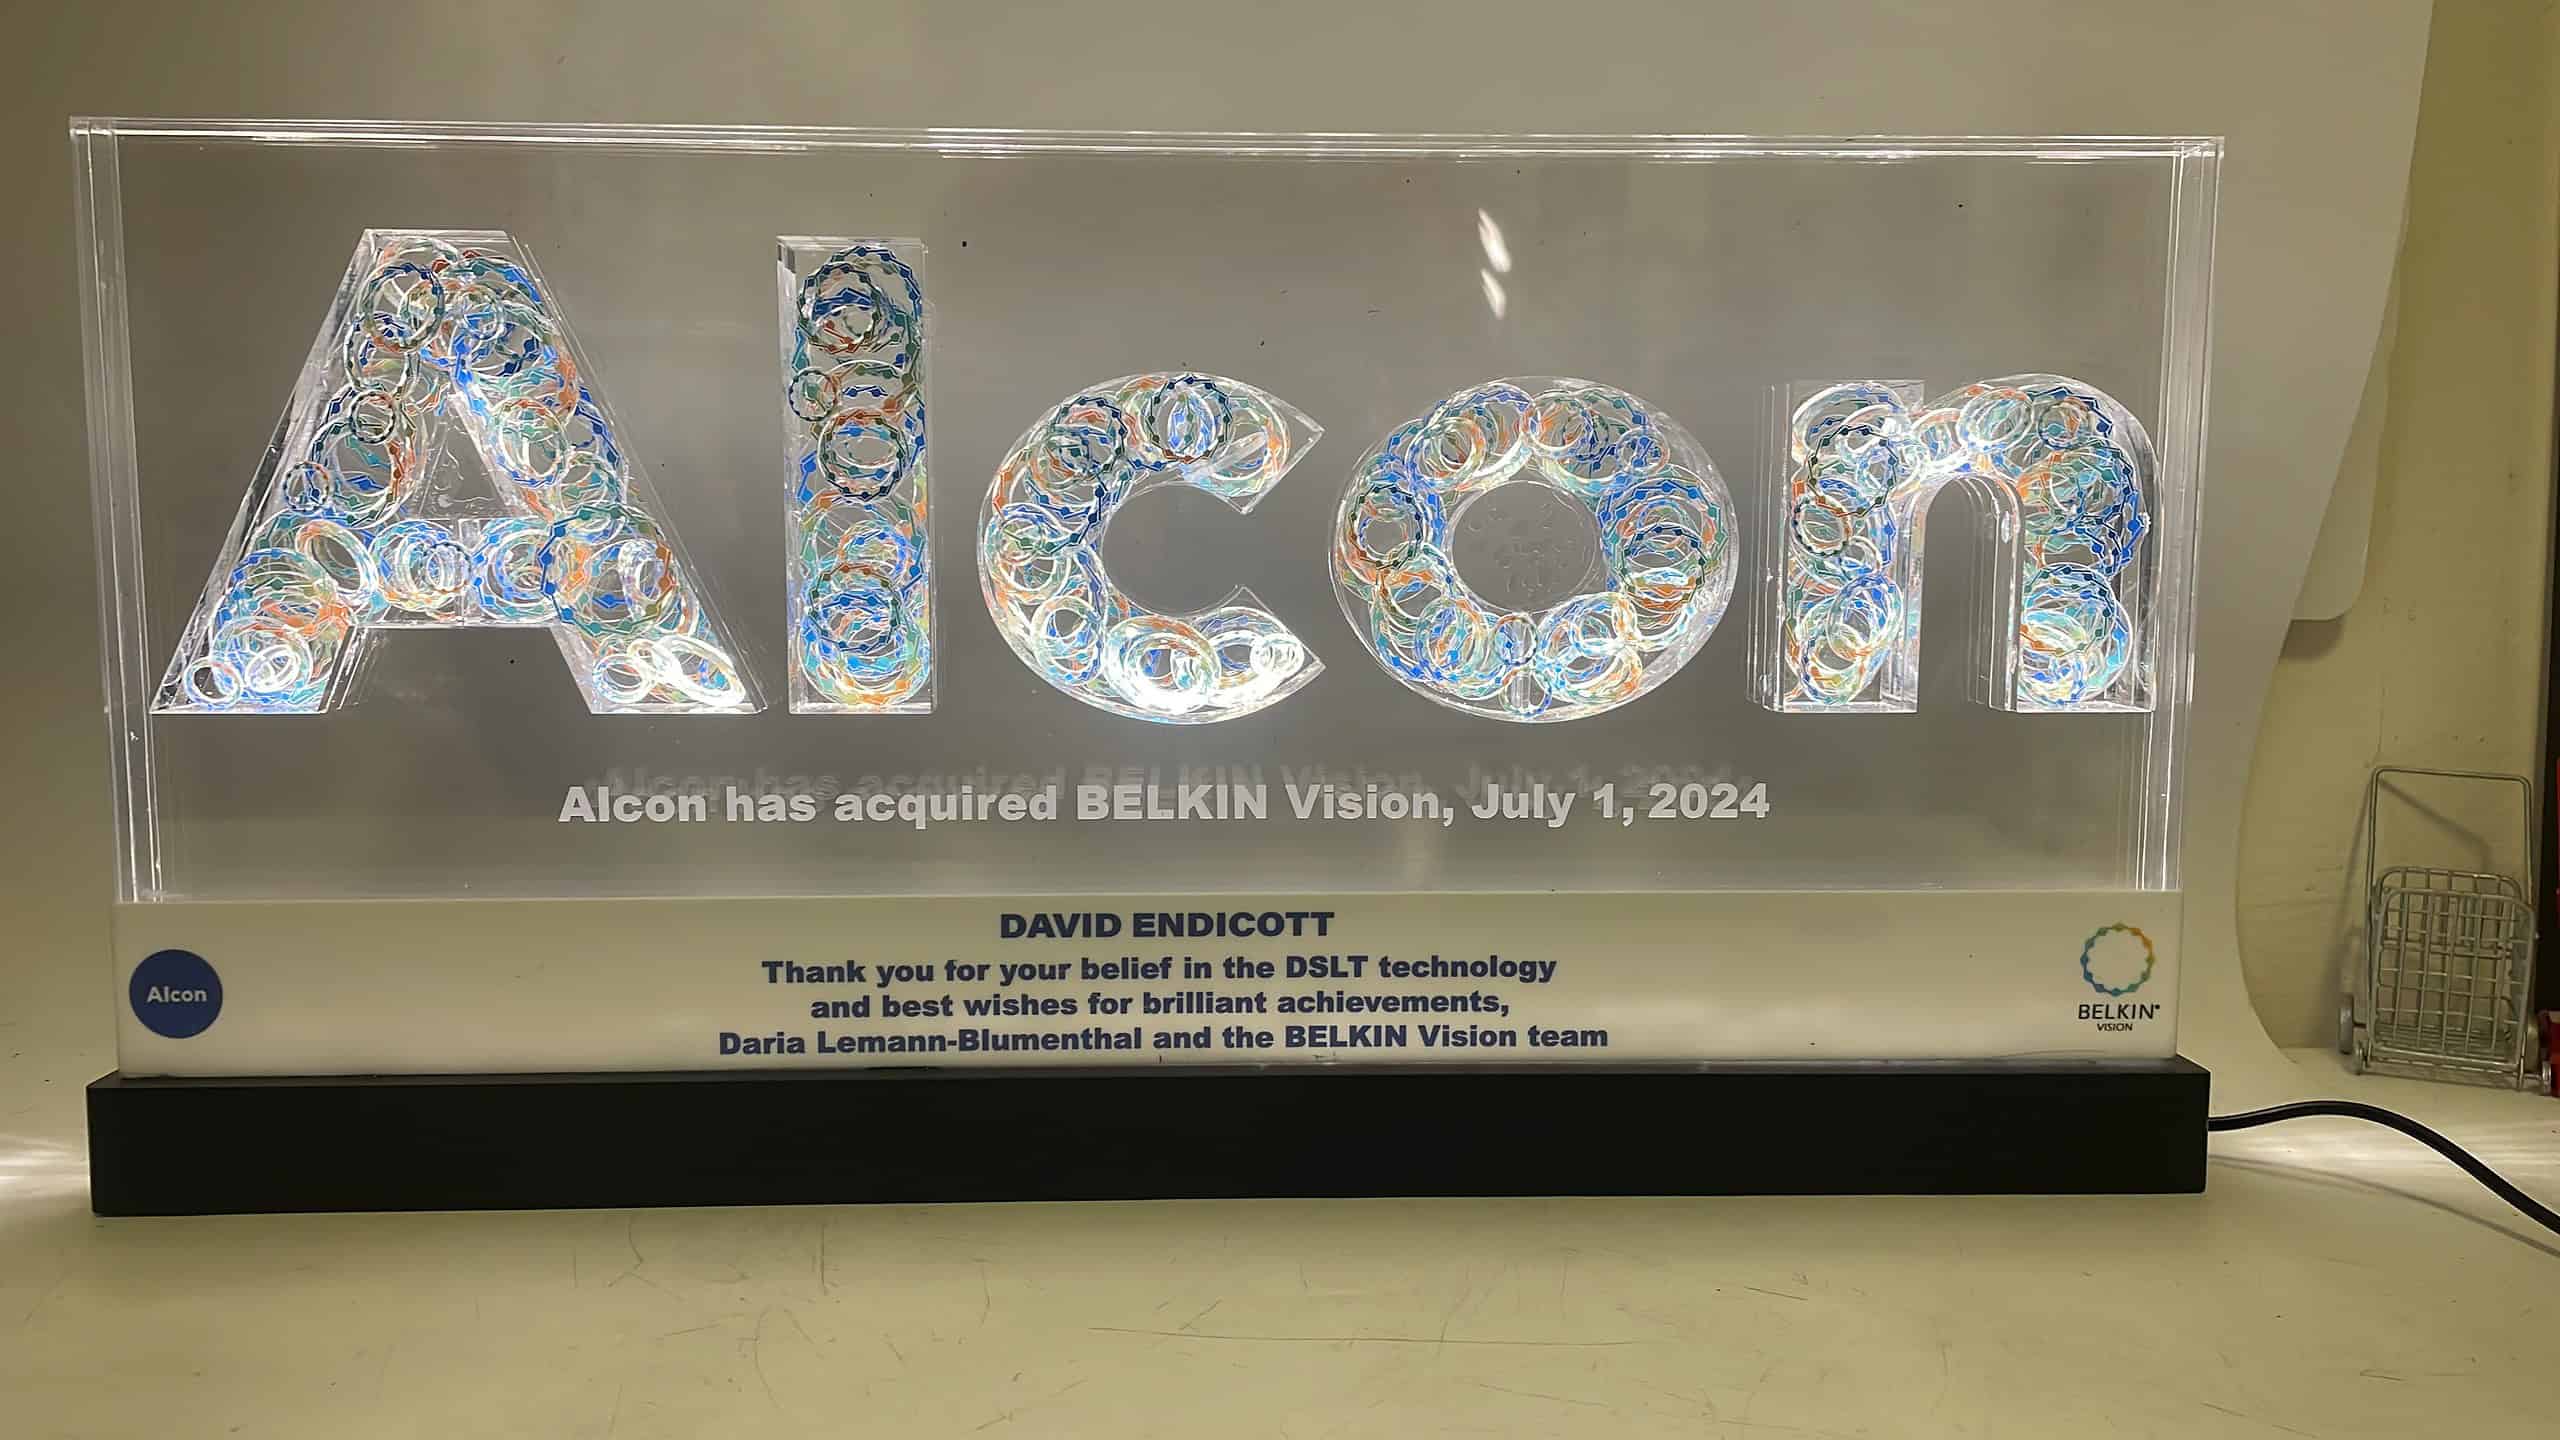 Alcon
Alcon has acquired BELKIN Vision, July 1, 2024
DAVID ENDICOTT
Thank you for your belief in the DSLT technology
and best wishes for brilliant achievements,
Daria Lemann-Blumenthal and the BELKIN Vision team
Alcon
BELKIN
VISION